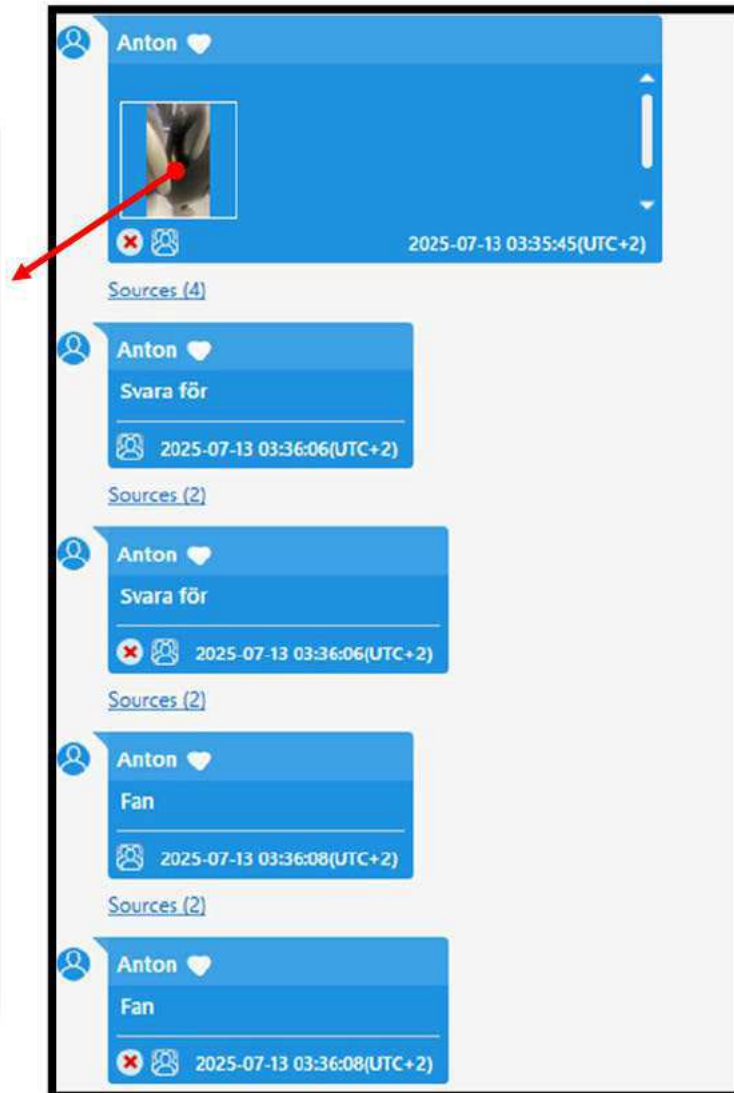 Anton
2025-07-13 03:35:45(UTC+2)
Sources (4)
Anton
Svara för
2025-07-13 03:36:06(UTC+2)
Sources (2)
Anton
Svara för
2025-07-13 03:36:06(UTC+2)
Sources (2)
Anton
Fan
2025-07-13 03:36:08(UTC+2)
Sources (2)
Anton
Fan
2025-07-13 03:36:08(UTC+2)